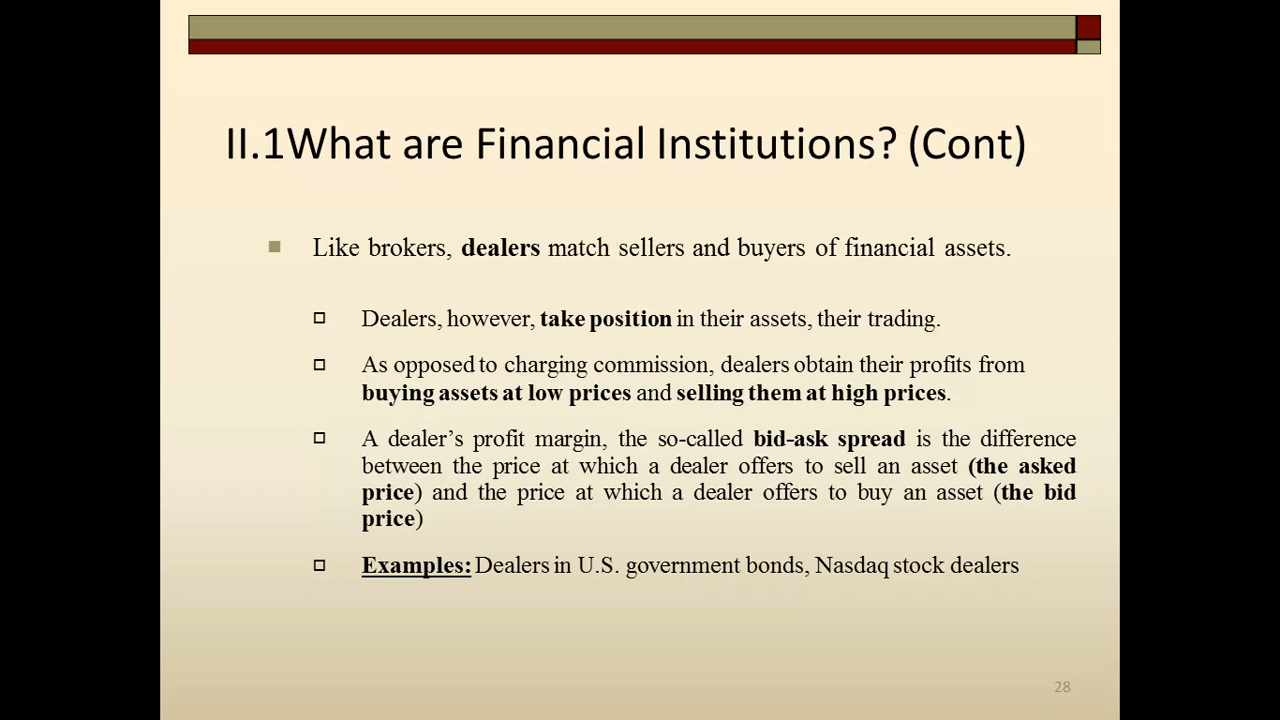 II.1What are Financial Institutions? (Cont)
Like brokers, dealers match sellers and buyers of financial assets.
Dealers, however, take position in their assets, their trading.
As opposed to charging commission, dealers obtain their profits from
buying assets at low prices and selling them at high prices.
A dealer’s profit margin, the so-called bid-ask spread is the difference
between the price at which a dealer offers to sell an asset (the asked
price) and the price at which a dealer offers to buy an asset (the bid
price)
Examples: Dealers in U.S. government bonds, Nasdaq stock dealers
28